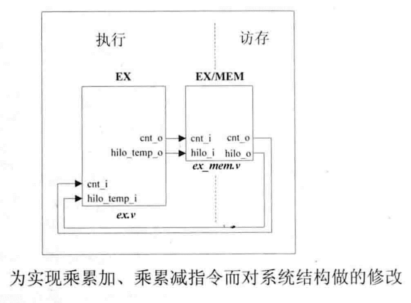 执行 访存
EX EX/MEM
cnt_o cnt_i cnt_o
hilo_temp_o hilo_i hilo_o
ex_mem.v
cnt_i
hilo_temp_i
ex.v
为实现乘累加、乘累减指令而对系统结构做的修改